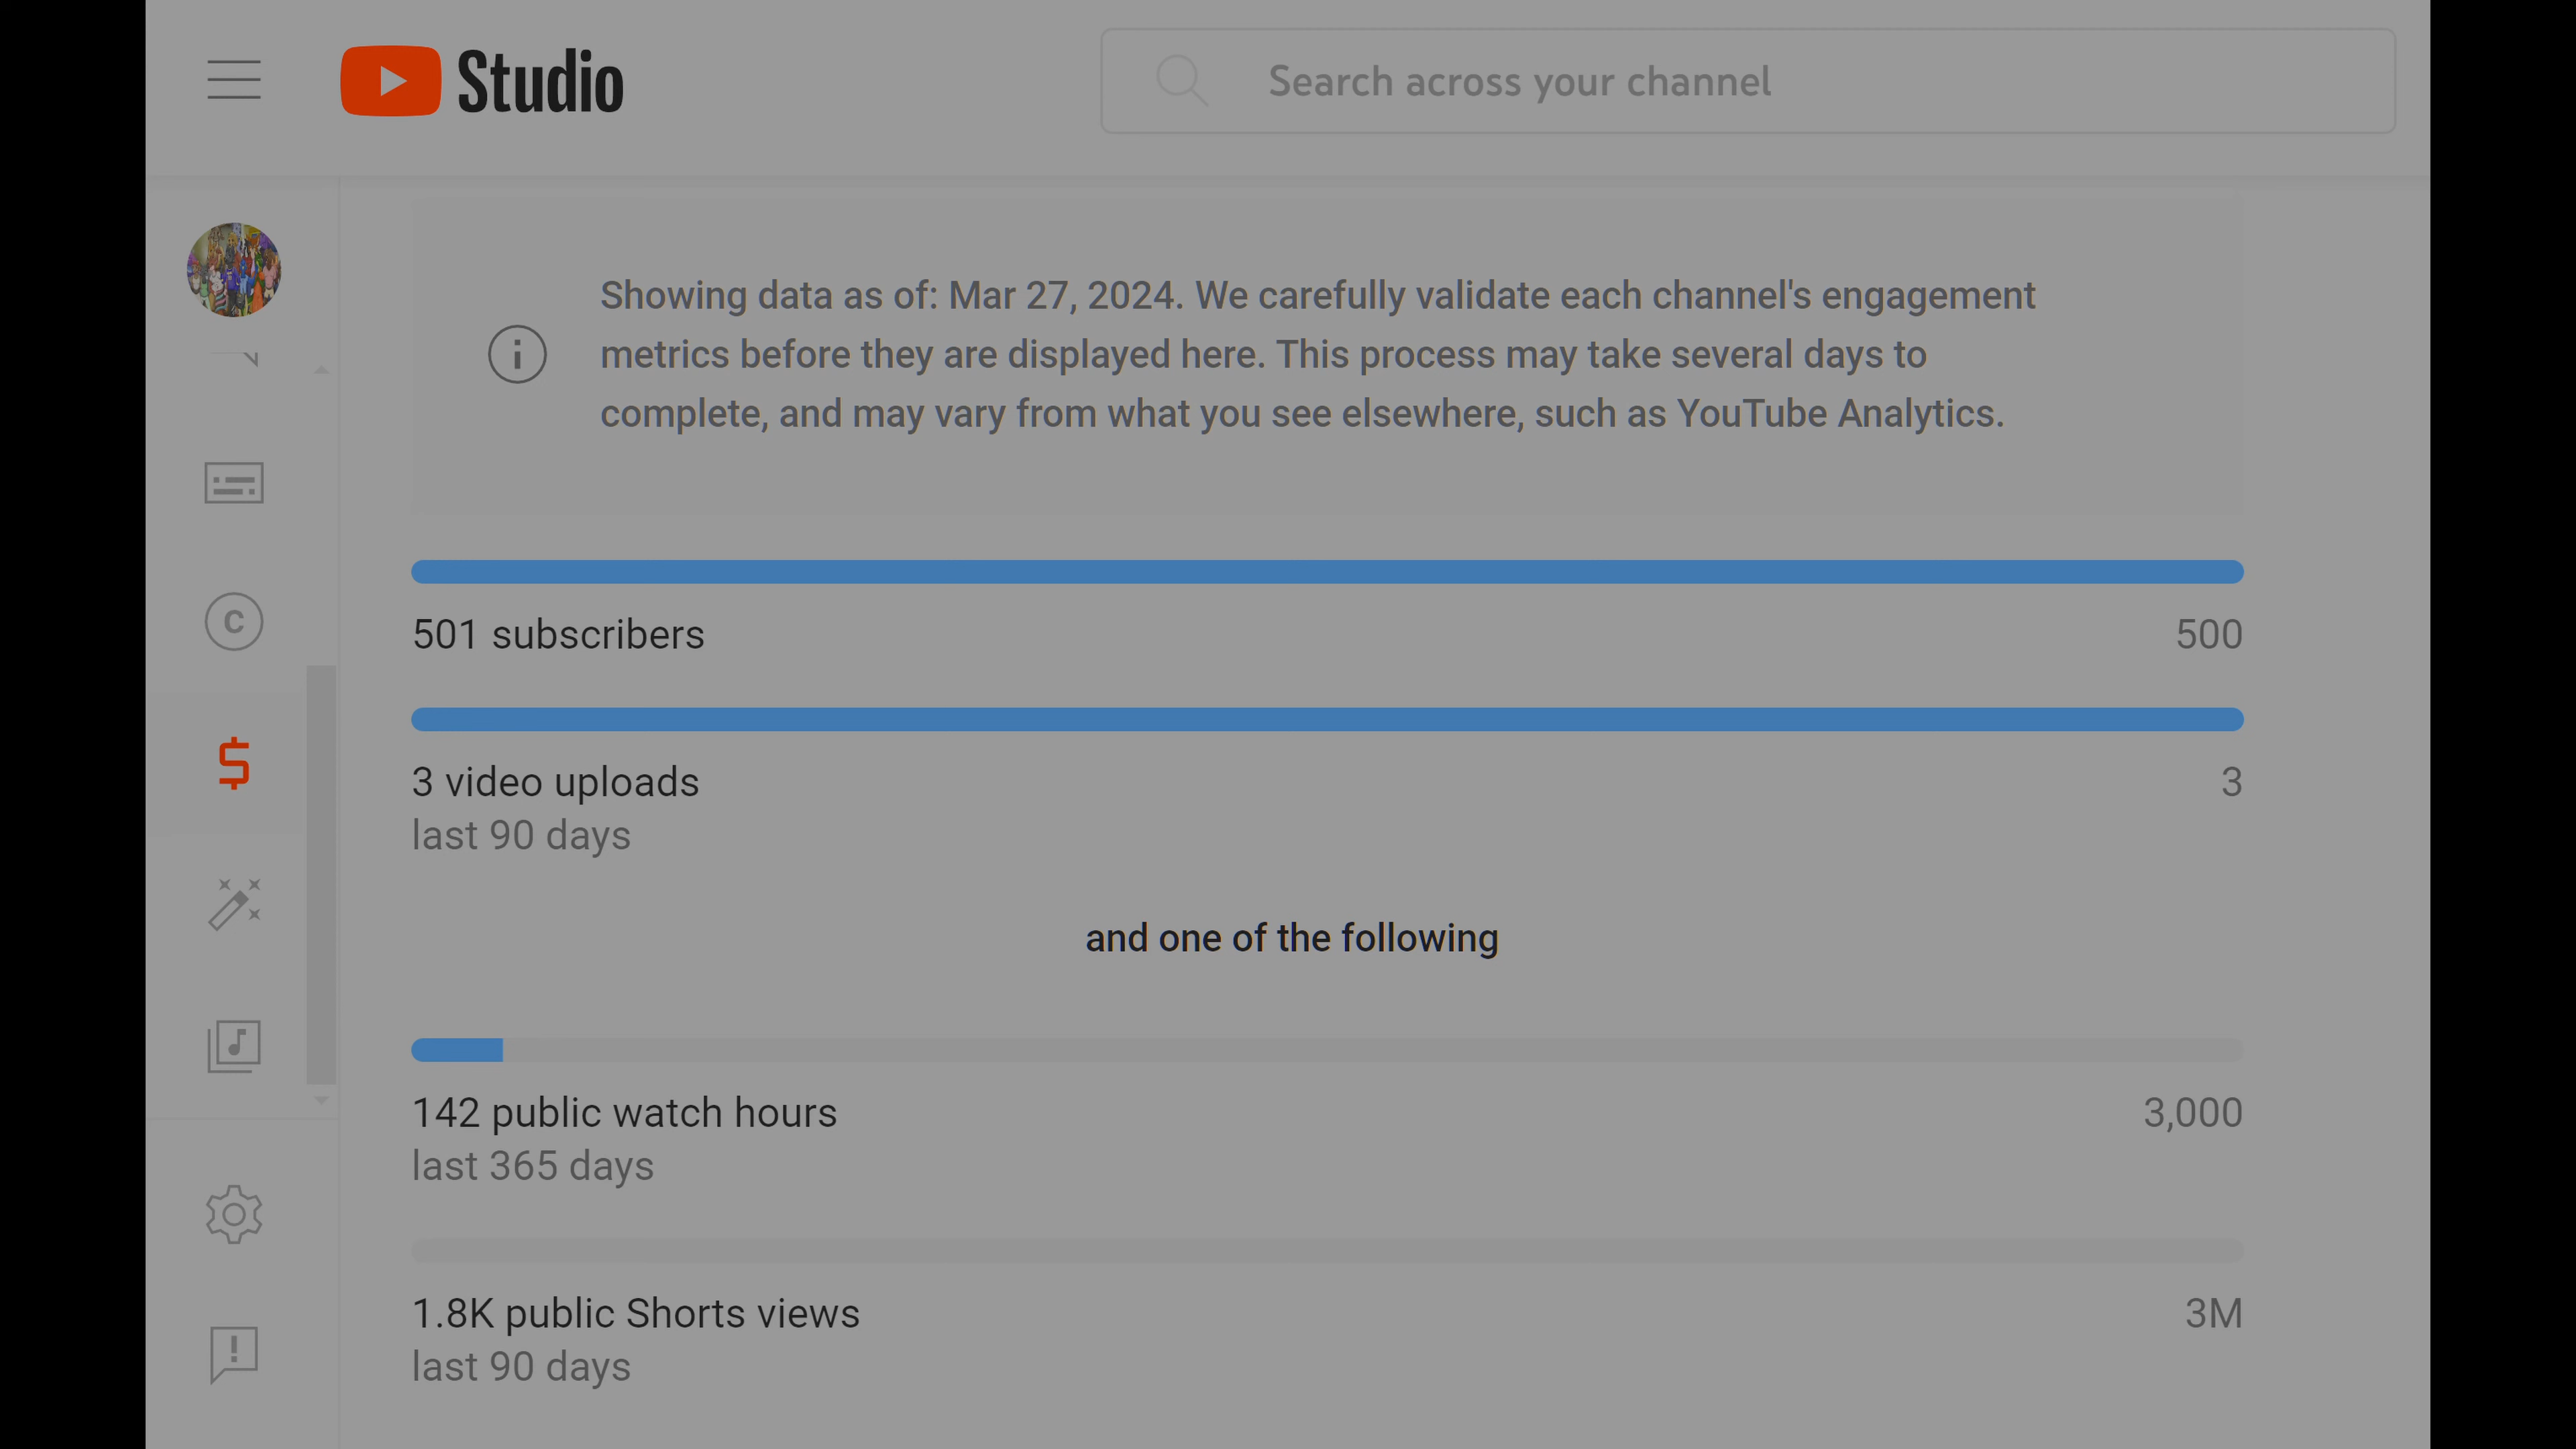 Studio
Search across your channel
Showing data as of: Mar 27, 2024. We carefully validate each channel's engagement
metrics before they are displayed here. This process may take several days to
complete, and may vary from what you see elsewhere, such as YouTube Analytics.
501 subscribers 500
3 video uploads 3
last 90 days
and one of the following
142 public watch hours 3,000
last 365 days
1.8K public Shorts views 3M
last 90 days